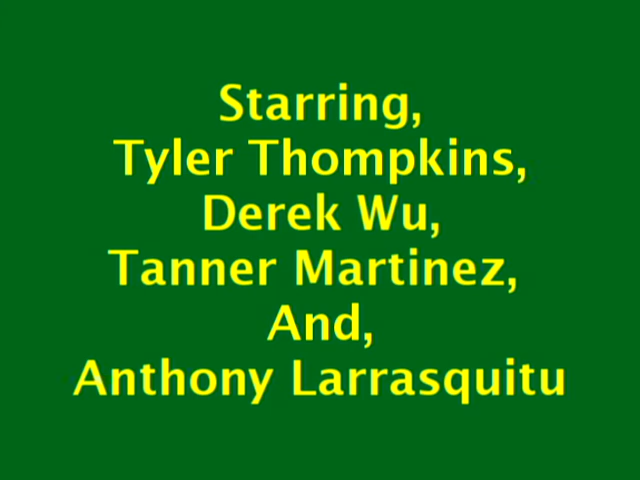 Starring,
Tyler Thompkins,
Derek Wu,
Tanner Martinez,
And,
Anthony Larrasquitu